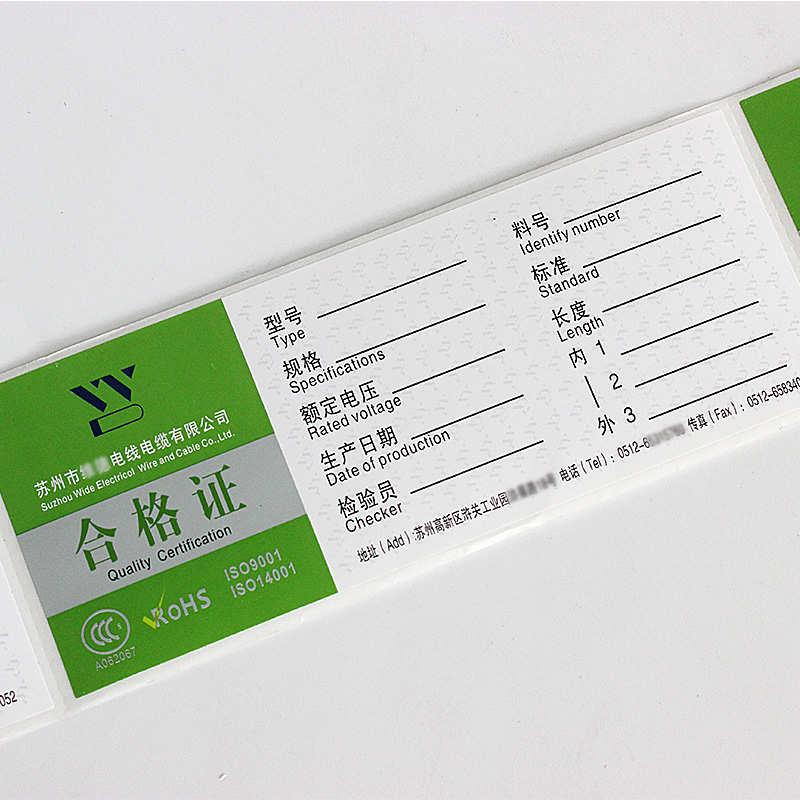 苏州市 电线电缆有限公司
Suzhou Wide Electricol Wire and Cable Co.,Ltd.
合格证
Quality Certification
CCC S
A062067
RoHS
ISO9001
ISO14001
型号
Type
规格
Specifications
额定电压
Rated voltage
生产日期
Date of production
检验员
Checker
料号
Identify number
标准
Standard
长度
Length
内 1
| 2
外 3
地址(Add):苏州高新区浒关工业园 电话(Tel):0512-6 传真(Fax):0512-658340
052